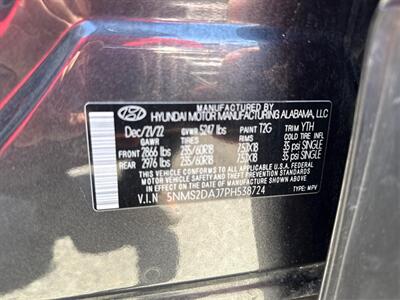 MANUFACTURED BY
HYUNDAI MOTOR MANUFACTURING ALABAMA, LLC
Dec/21/22 GVWR 5247 lbs PAINT T2G TRIM YTH
GAWR TIRES RIMS COLD TIRE INFL
FRONT 2866 lbs 235/60R18 7.5JX18 35 psi SINGLE
REAR 2976 lbs 235/60R18 7.5JX18 35 psi SINGLE
THIS VEHICLE CONFORMS TO ALL APPLICABLE
U.S. FEDERAL MOTOR VEHICLE SAFETY STANDARDS IN
EFFECT ON THE DATE OF MANUFACTURE SHOWN ABOVE.
V.I.N 5NMS2DAJ7PH538724 TYPE: MPV